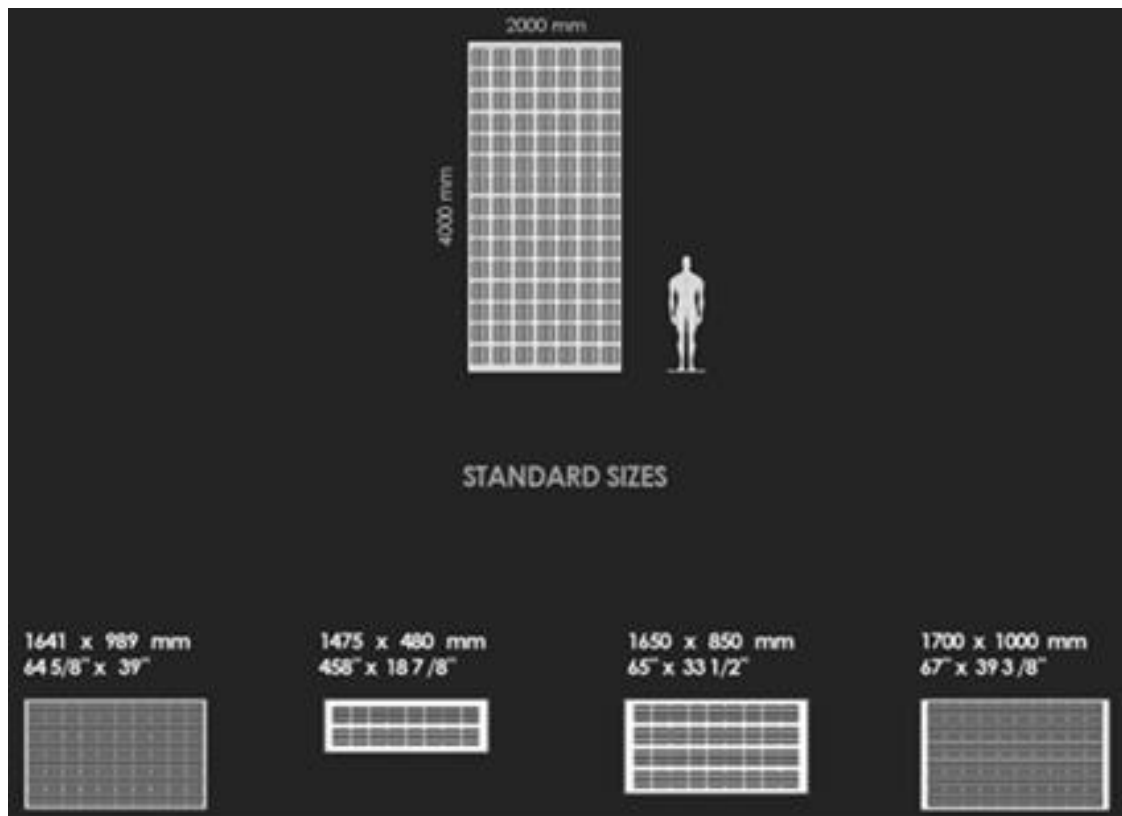 2000 mm
4000 mm
STANDARD SIZES
1641 x 989 mm
64 5/8" x 39"
1475 x 480 mm
458" x 18 7/8"
1650 x 850 mm
65" x 33 1/2"
1700 x 1000 mm
67" x 39 3/8"